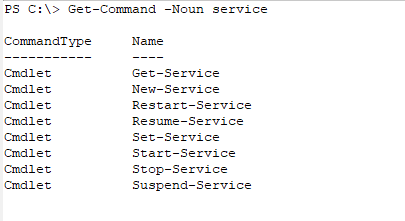 PS C:\> Get-Command -Noun service
CommandType Name
----------- ----
Cmdlet Get-Service
Cmdlet New-Service
Cmdlet Restart-Service
Cmdlet Resume-Service
Cmdlet Set-Service
Cmdlet Start-Service
Cmdlet Stop-Service
Cmdlet Suspend-Service